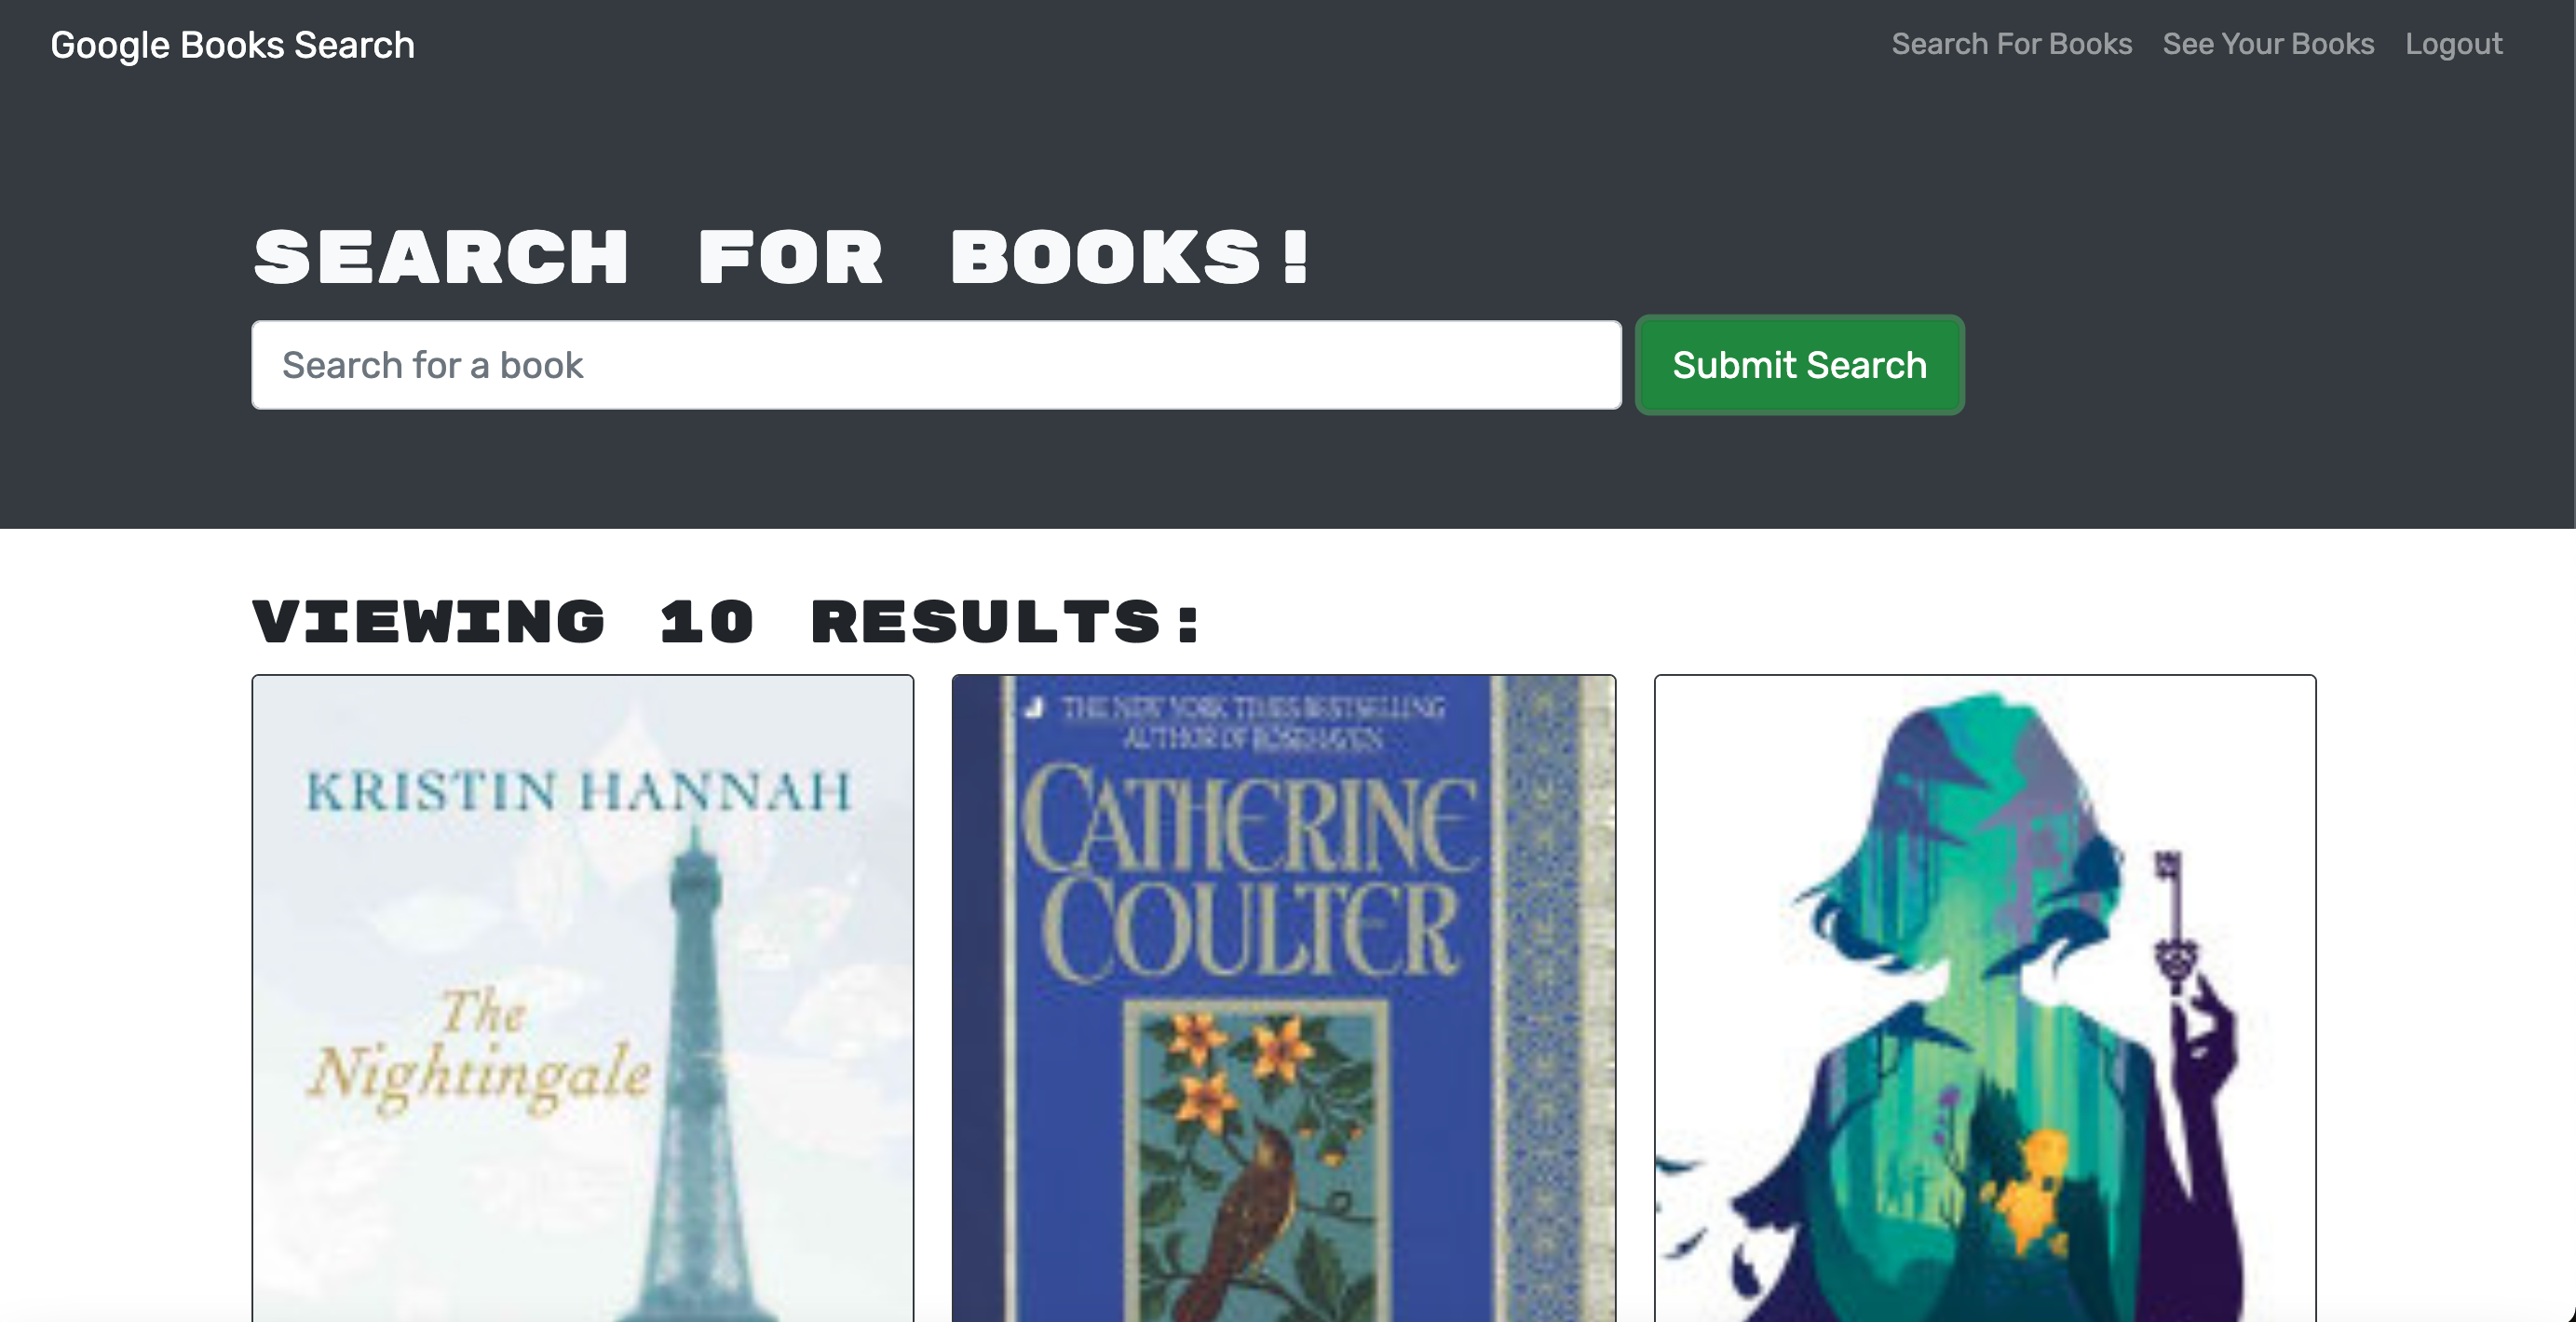 Google Books Search
Search For Books See Your Books Logout
SEARCH FOR BOOKS!
Search for a book
Submit Search
VIEWING 10 RESULTS:
KRISTIN HANNAH
The
Nightingale
THE NEW YORK TIMES BESTSELLING
AUTHOR OF ROSEHAVEN
CATHERINE
COULTER